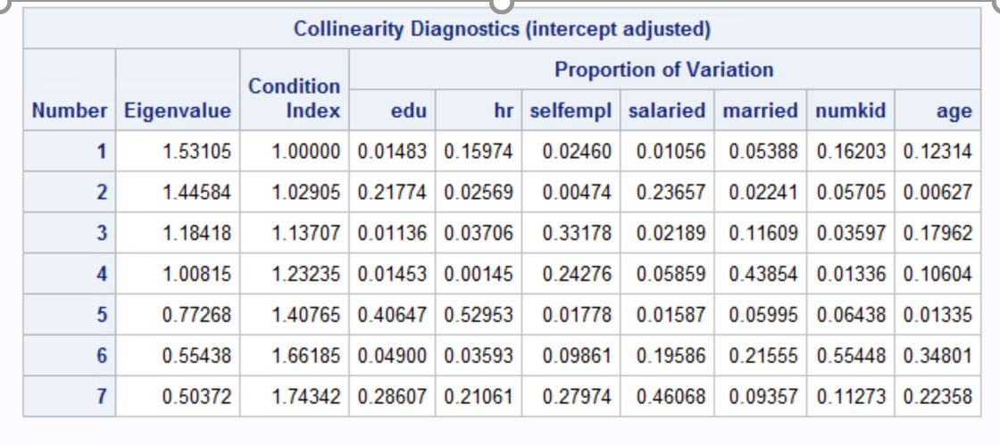 Collinearity Diagnostics (intercept adjusted)
Number Eigenvalue Condition Index Proportion of Variation
edu hr selfempl salaried married numkid age
1 1.53105 1.00000 0.01483 0.15974 0.02460 0.01056 0.05388 0.16203 0.12314
2 1.44584 1.02905 0.21774 0.02569 0.00474 0.23657 0.02241 0.05705 0.00627
3 1.18418 1.13707 0.01136 0.03706 0.33178 0.02189 0.11609 0.03597 0.17962
4 1.00815 1.23235 0.01453 0.00145 0.24276 0.05859 0.43854 0.01336 0.10604
5 0.77268 1.40765 0.40647 0.52953 0.01778 0.01587 0.05995 0.06438 0.01335
6 0.55438 1.66185 0.04900 0.03593 0.09861 0.19586 0.21555 0.55448 0.34801
7 0.50372 1.74342 0.28607 0.21061 0.27974 0.46068 0.09357 0.11273 0.22358